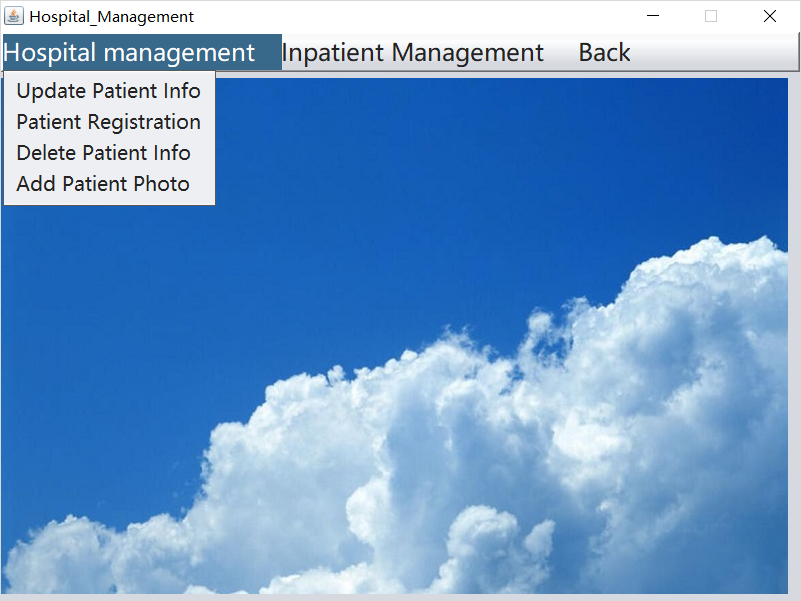 Hospital_Management
Hospital management Inpatient Management Back
Update Patient Info
Patient Registration
Delete Patient Info
Add Patient Photo